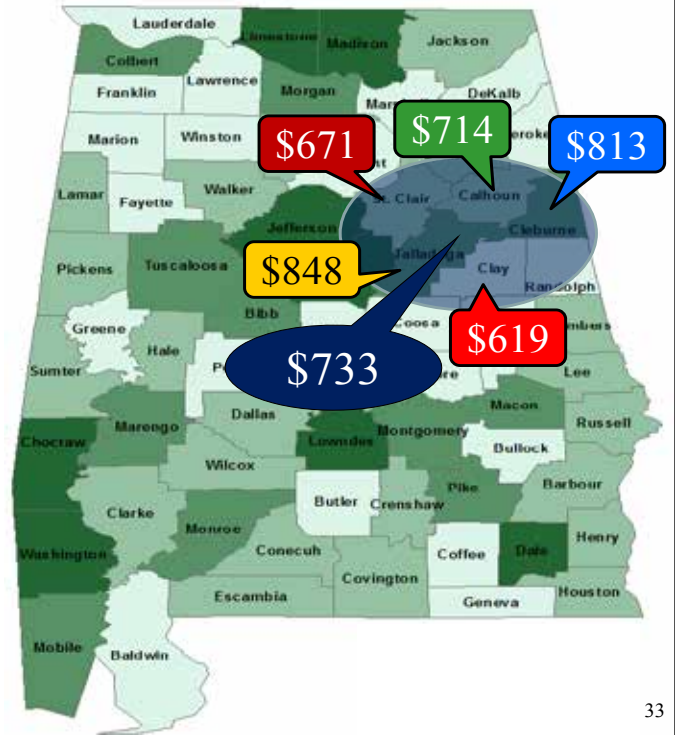 Lauderdale
Limestone
Madison
Jackson
Colbert
Lawrence
Franklin
Morgan
DeKalb
Marion
Winston
$671
$714
$813
Lamar
Fayette
Walker
St. Clair
Calhoun
Jefferson
Cleburne
Pickens
Tuscaloosa
$848
Talladega
Clay
Randolph
Bibb
Greene
Hale
$733
$619
Sumter
Lee
Dallas
Macon
Choctaw
Marengo
Lowndes
Montgomery
Russell
Bullock
Wilcox
Pike
Barbour
Clarke
Butler
Crenshaw
Monroe
Washington
Conecuh
Coffee
Dale
Henry
Covington
Escambia
Geneva
Houston
Mobile
Baldwin
33